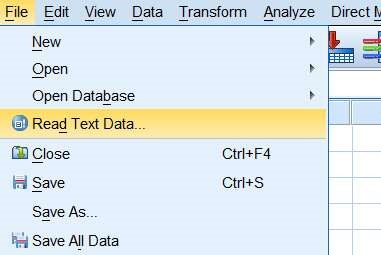 File Edit View Data Transform Analyze Direct M
New
Open
Open Database
Read Text Data...
Close Ctrl+F4
Save Ctrl+S
Save As...
Save All Data